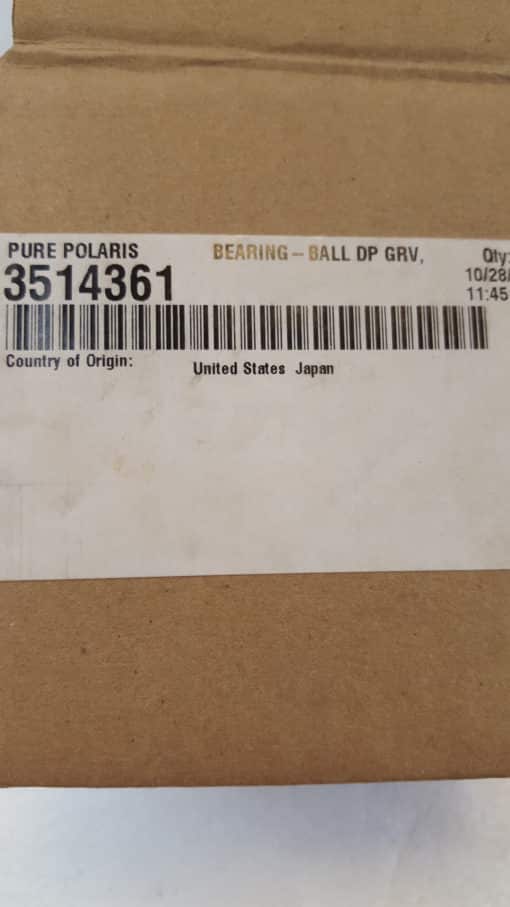 PURE POLARIS BEARING - BALL DP GRV, Qty:
3514361 10/28/
11:45
Country of Origin: United States Japan